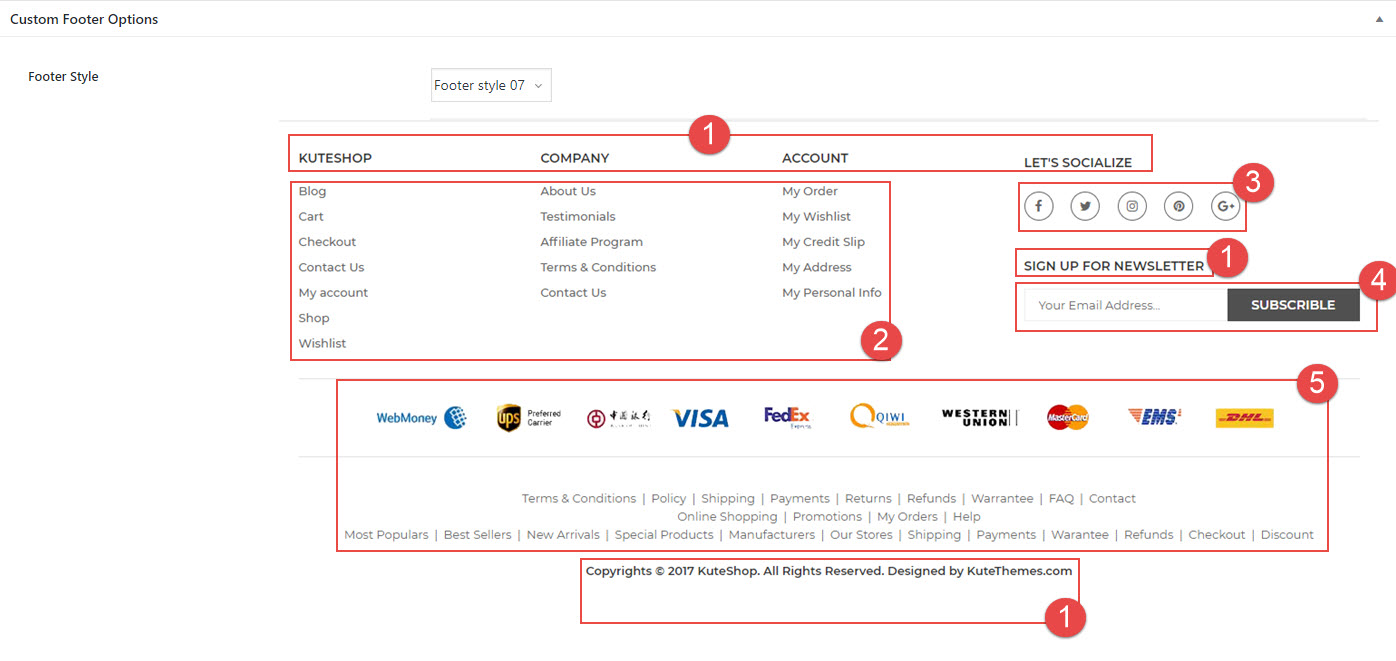 Custom Footer Options
Footer Style
Footer style 07
1
KUTESHOP COMPANY ACCOUNT LET'S SOCIALIZE
Blog About Us My Order
Cart Testimonials My Wishlist
Checkout Affiliate Program My Credit Slip
Contact Us Terms & Conditions My Address
My account Contact Us My Personal Info
Shop
Wishlist
2
3
G+
SIGN UP FOR NEWSLETTER 1
4
Your Email Address... SUBSCRIBLE
5
WebMoney ups Preferred Carrier 中国银行 VISA FedEx Express QIWI WESTERN UNION MasterCard EMS DHL
Terms & Conditions | Policy | Shipping | Payments | Returns | Refunds | Warrantee | FAQ | Contact
Online Shopping | Promotions | My Orders | Help
Most Populars | Best Sellers | New Arrivals | Special Products | Manufacturers | Our Stores | Shipping | Payments | Warantee | Refunds | Checkout | Discount
Copyrights © 2017 KuteShop. All Rights Reserved. Designed by KuteThemes.com
1